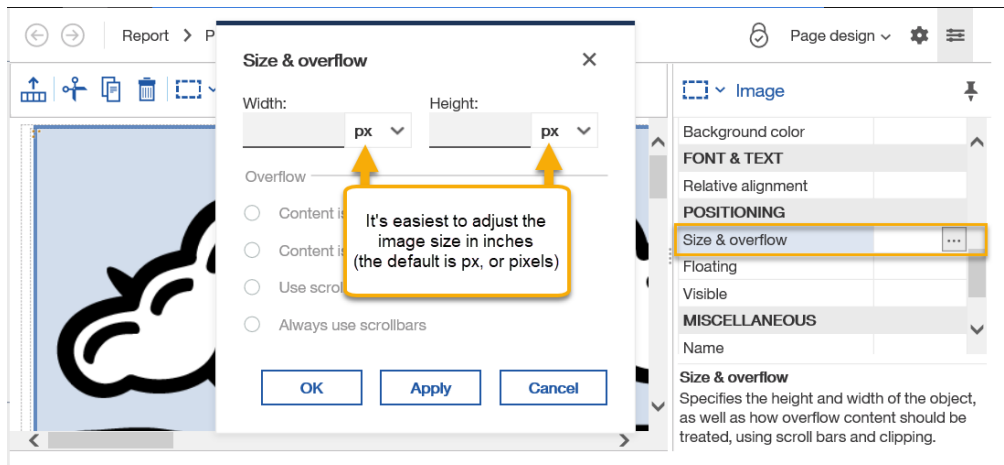 Report > P
Page design
Size & overflow
Width:
Height:
px
px
Overflow
Content is
Content is
Use scrol
Always use scrollbars
It's easiest to adjust the
image size in inches
(the default is px, or pixels)
OK
Apply
Cancel
Image
Background color
FONT & TEXT
Relative alignment
POSITIONING
Size & overflow
...
Floating
Visible
MISCELLANEOUS
Name
Size & overflow
Specifies the height and width of the object,
as well as how overflow content should be
treated, using scroll bars and clipping.